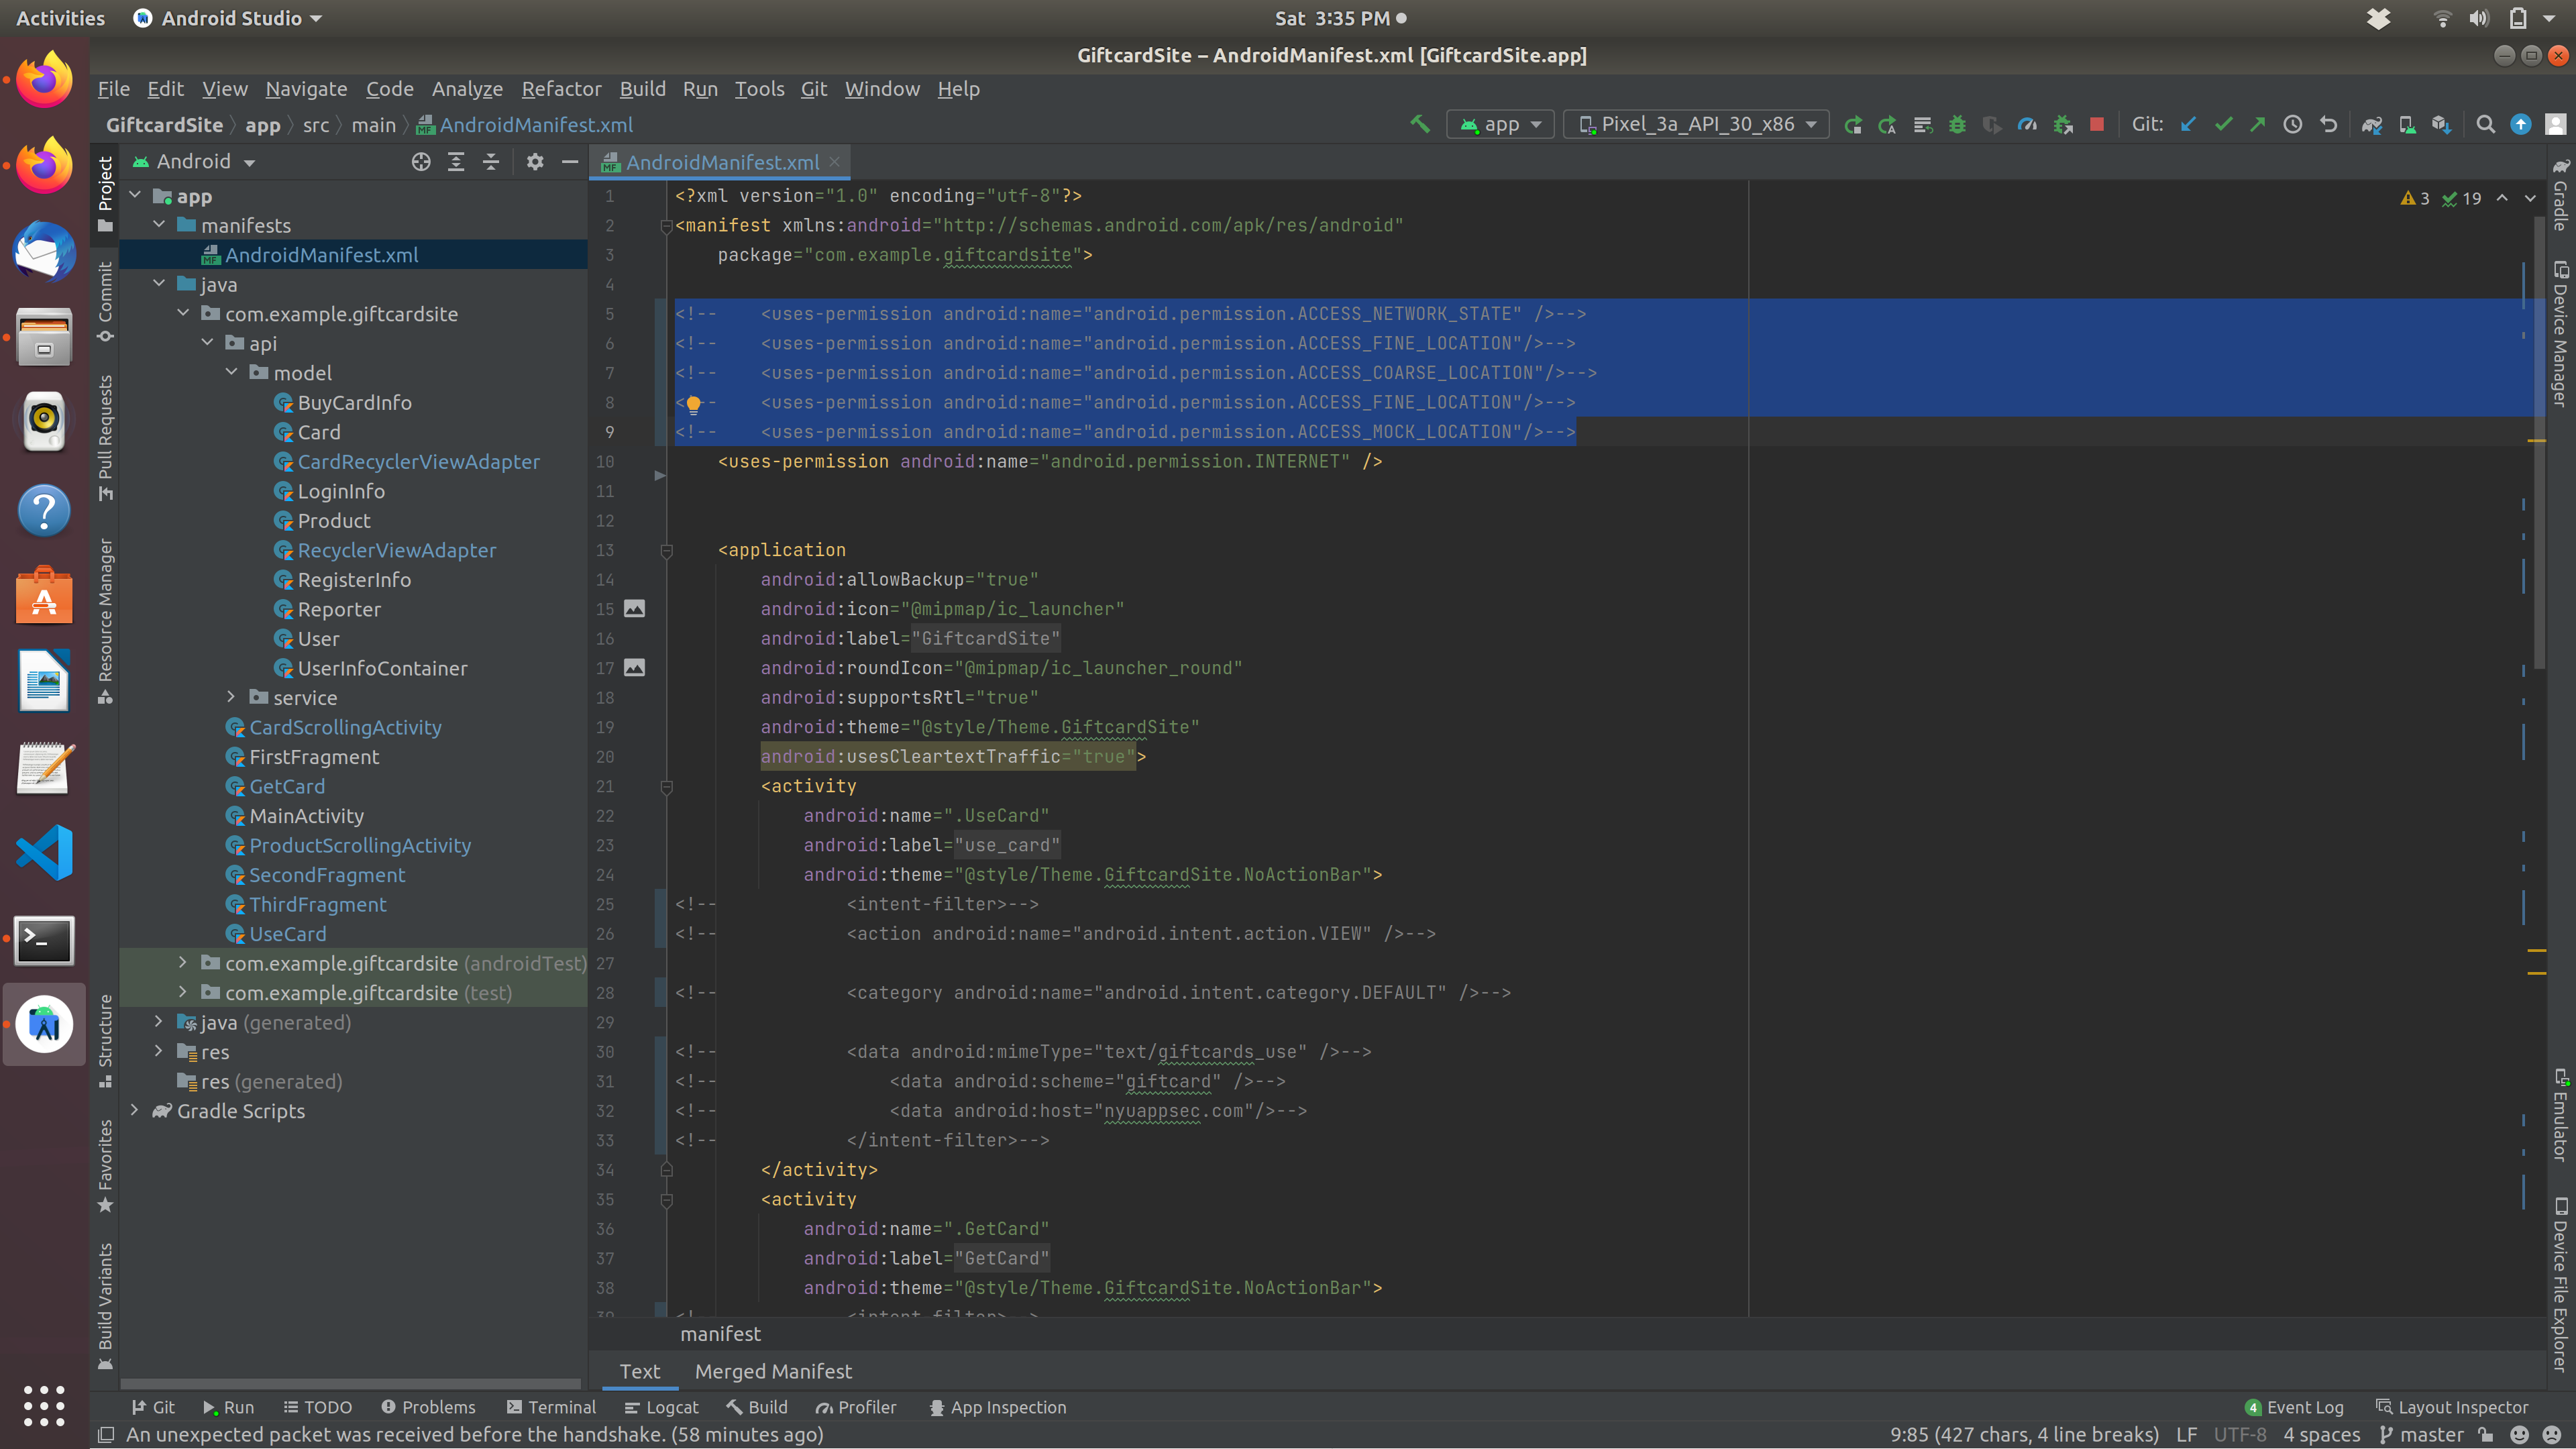 Activities Android Studio Sat 3:35 PM
GiftcardSite – AndroidManifest.xml [GiftcardSite.app]
File Edit View Navigate Code Analyze Refactor Build Run Tools Git Window Help
GiftcardSite app src main AndroidManifest.xml app Pixel_3a_API_30_x86 Git:
Android
AndroidManifest.xml
app
manifests
AndroidManifest.xml
java
com.example.giftcardsite
api
model
BuyCardInfo
Card
CardRecyclerViewAdapter
LoginInfo
Product
RecyclerViewAdapter
RegisterInfo
Reporter
User
UserInfoContainer
service
CardScrollingActivity
FirstFragment
GetCard
MainActivity
ProductScrollingActivity
SecondFragment
ThirdFragment
UseCard
com.example.giftcardsite (androidTest)
com.example.giftcardsite (test)
java (generated)
res
res (generated)
Gradle Scripts
Project
Commit
Pull Requests
Resource Manager
Structure
Favorites
Build Variants
3 19
1 <?xml version="1.0" encoding="utf-8"?>
2 <manifest xmlns:android="http://schemas.android.com/apk/res/android"
3 package="com.example.giftcardsite">
4
5 <!-- <uses-permission android:name="android.permission.ACCESS_NETWORK_STATE" />-->
6 <!-- <uses-permission android:name="android.permission.ACCESS_FINE_LOCATION"/>-->
7 <!-- <uses-permission android:name="android.permission.ACCESS_COARSE_LOCATION"/>-->
8 <!-- <uses-permission android:name="android.permission.ACCESS_FINE_LOCATION"/>-->
9 <!-- <uses-permission android:name="android.permission.ACCESS_MOCK_LOCATION"/>-->
10 <uses-permission android:name="android.permission.INTERNET" />
11
12
13 <application
14 android:allowBackup="true"
15 android:icon="@mipmap/ic_launcher"
16 android:label="GiftcardSite"
17 android:roundIcon="@mipmap/ic_launcher_round"
18 android:supportsRtl="true"
19 android:theme="@style/Theme.GiftcardSite"
20 android:usesCleartextTraffic="true">
21 <activity
22 android:name=".UseCard"
23 android:label="use_card"
24 android:theme="@style/Theme.GiftcardSite.NoActionBar">
25 <!-- <intent-filter>-->
26 <!-- <action android:name="android.intent.action.VIEW" />-->
27
28 <!-- <category android:name="android.intent.category.DEFAULT" />-->
29
30 <!-- <data android:mimeType="text/giftcards_use" />-->
31 <!-- <data android:scheme="giftcard" />-->
32 <!-- <data android:host="nyuappsec.com"/>-->
33 <!-- </intent-filter>-->
34 </activity>
35 <activity
36 android:name=".GetCard"
37 android:label="GetCard"
38 android:theme="@style/Theme.GiftcardSite.NoActionBar">
39 <!-- <intent-filter>-->
manifest
Text Merged Manifest
Gradle
Device Manager
Emulator
Device File Explorer
Git Run TODO Problems Terminal Logcat Build Profiler App Inspection 4 Event Log Layout Inspector
An unexpected packet was received before the handshake. (58 minutes ago) 9:85 (427 chars, 4 line breaks) LF UTF-8 4 spaces master